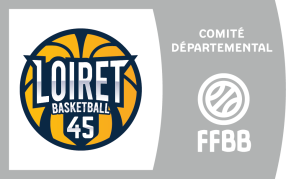 LOIRET
BASKETBALL
45
COMITÉ
DÉPARTEMENTAL
FFBB